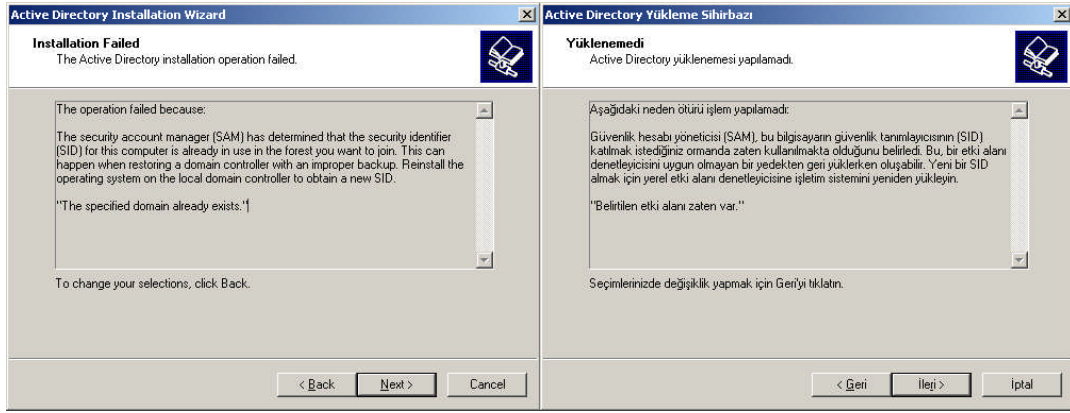 Active Directory Installation Wizard
Installation Failed
The Active Directory installation operation failed.
The operation failed because:
The security account manager (SAM) has determined that the security identifier
(SID) for this computer is already in use in the forest you want to join. This can
happen when restoring a domain controller with an improper backup. Reinstall the
operating system on the local domain controller to obtain a new SID.
"The specified domain already exists."
To change your selections, click Back.
< Back
Next >
Cancel
Active Directory Yükleme Sihirbazı
Yüklenemedi
Active Directory yüklenemesi yapılamadı.
Aşağıdaki neden ötürü işlem yapılamadı:
Güvenlik hesabı yöneticisi (SAM), bu bilgisayarın güvenlik tanımlayıcısının (SID)
katılmak istediğiniz ormanda zaten kullanılmakta olduğunu belirledi. Bu, bir etki alanı
denetleyicisini uygun olmayan bir yedekten geri yüklerken oluşabilir. Yeni bir SID
almak için yerel etki alanı denetleyicisine işletim sistemini yeniden yükleyin.
"Belirtilen etki alanı zaten var."
Seçimlerinizde değişiklik yapmak için Geri'yi tıklatın.
< Geri
İleri >
İptal